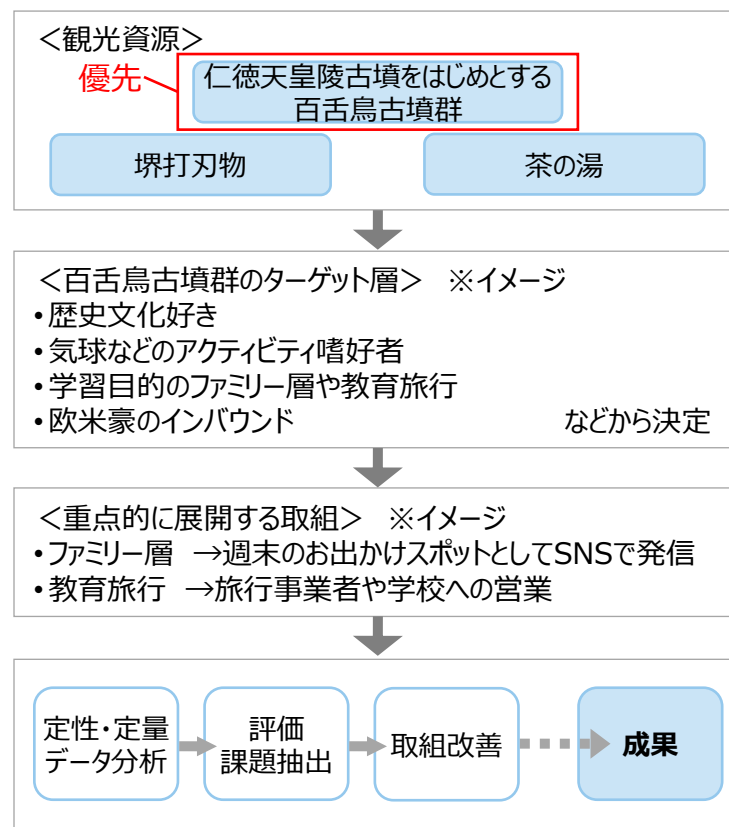 ＜観光資源＞
優先
仁徳天皇陵古墳をはじめとする
百舌鳥古墳群
堺打刃物
茶の湯
＜百舌鳥古墳群のターゲット層＞ ※イメージ
•歴史文化好き
•気球などのアクティビティ嗜好者
•学習目的のファミリー層や教育旅行
•欧米豪のインバウンド などから決定
＜重点的に展開する取組＞ ※イメージ
•ファミリー層 →週末のお出かけスポットとしてSNSで発信
•教育旅行 →旅行事業者や学校への営業
定性・定量
データ分析
評価
課題抽出
取組改善
成果